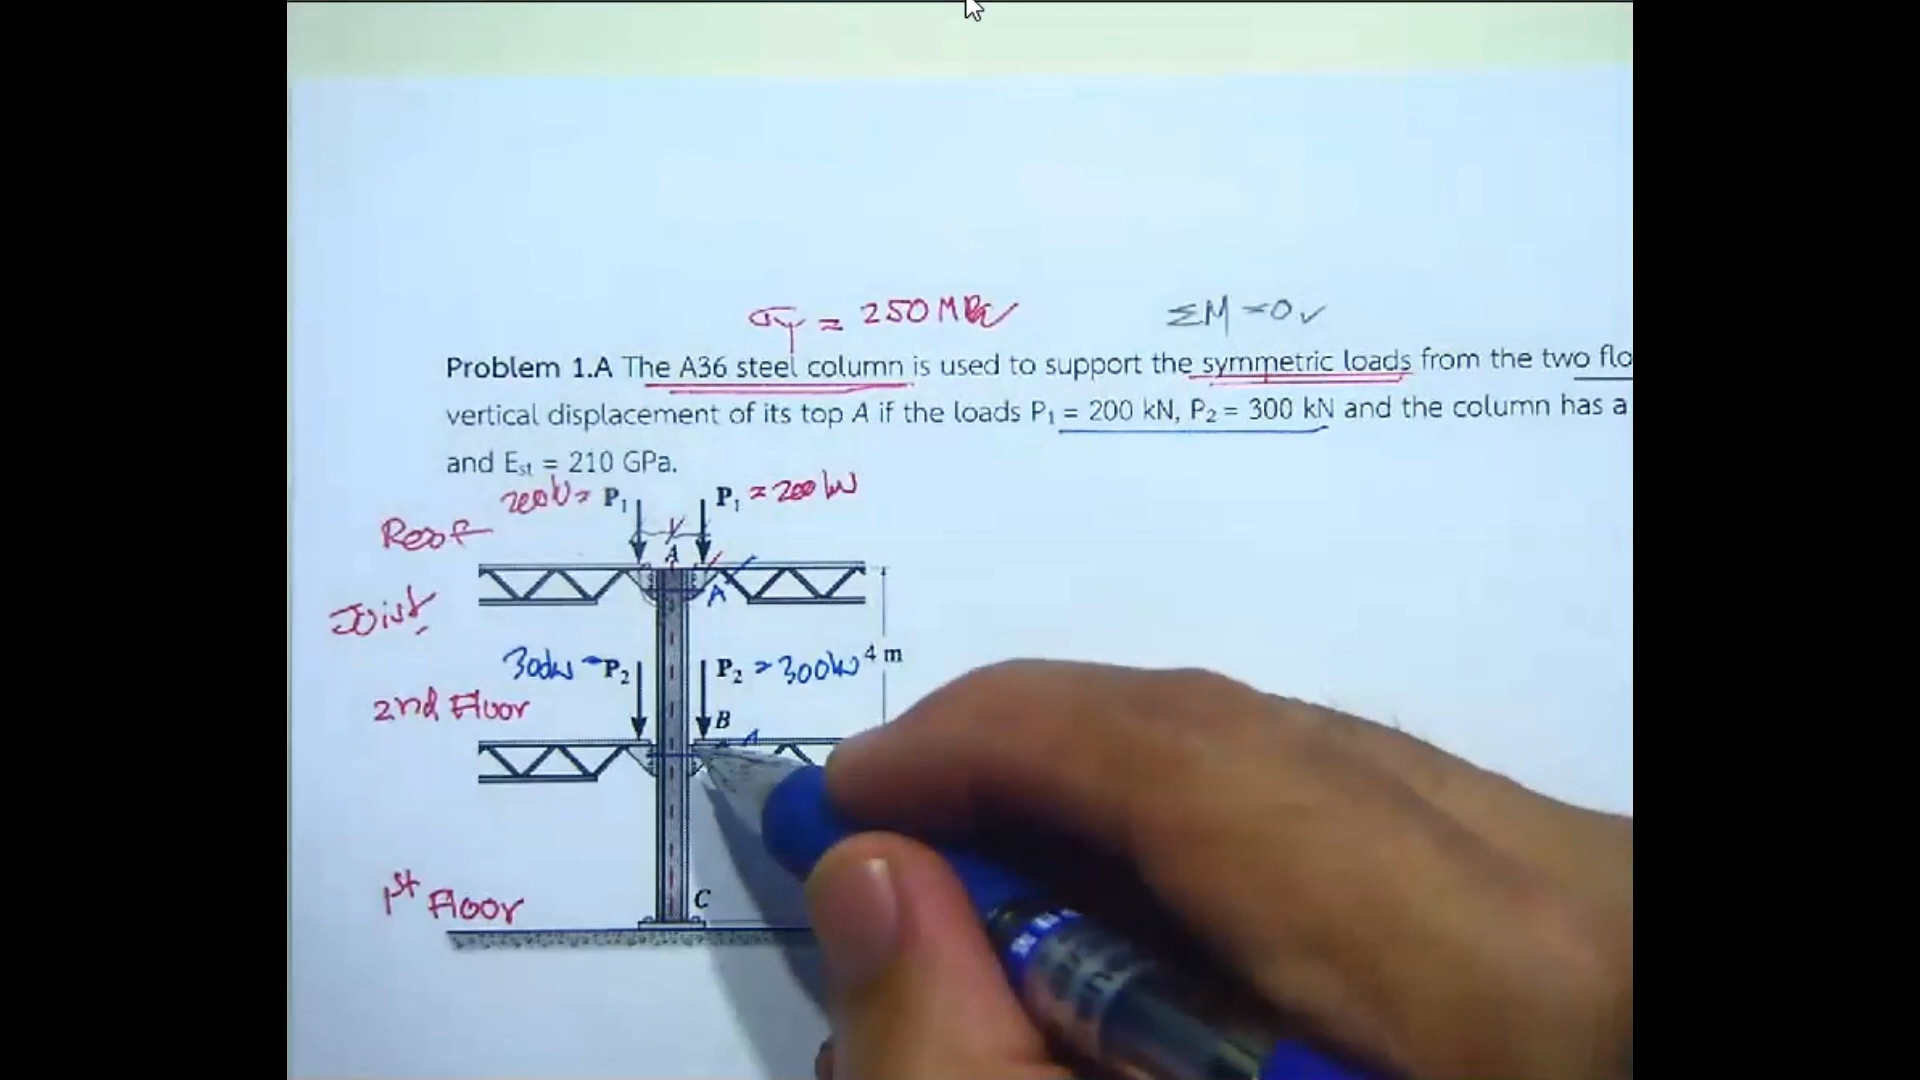 σy = 250 MPa
ΣM = 0 ✓
Problem 1.A The A36 steel column is used to support the symmetric loads from the two flo
vertical displacement of its top A if the loads P₁ = 200 kN, P₂ = 300 kN and the column has a
and Eₛₜ = 210 GPa.
P₁ P₁ = 200 kN
Roof
A
A
Joist
300kN = P₂ P₂ = 300kN 4 m
2nd Floor
B
1st Floor
C